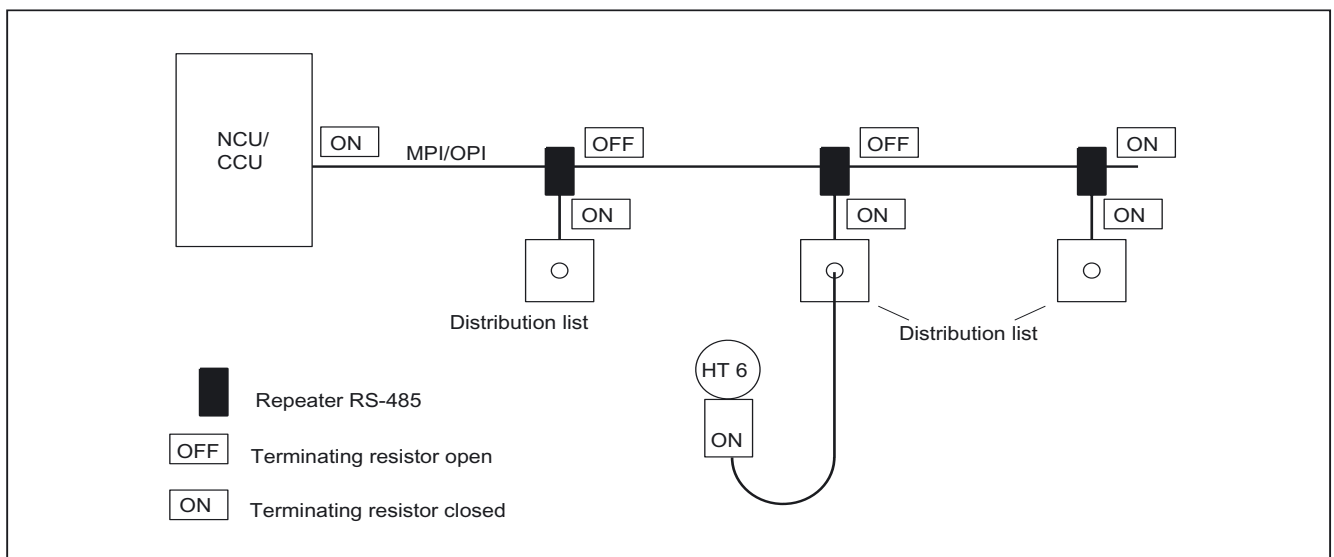 NCU/
CCU
ON
MPI/OPI
OFF
OFF
ON
ON
ON
ON
Distribution list
Distribution list
HT 6
ON
Repeater RS-485
OFF
Terminating resistor open
ON
Terminating resistor closed